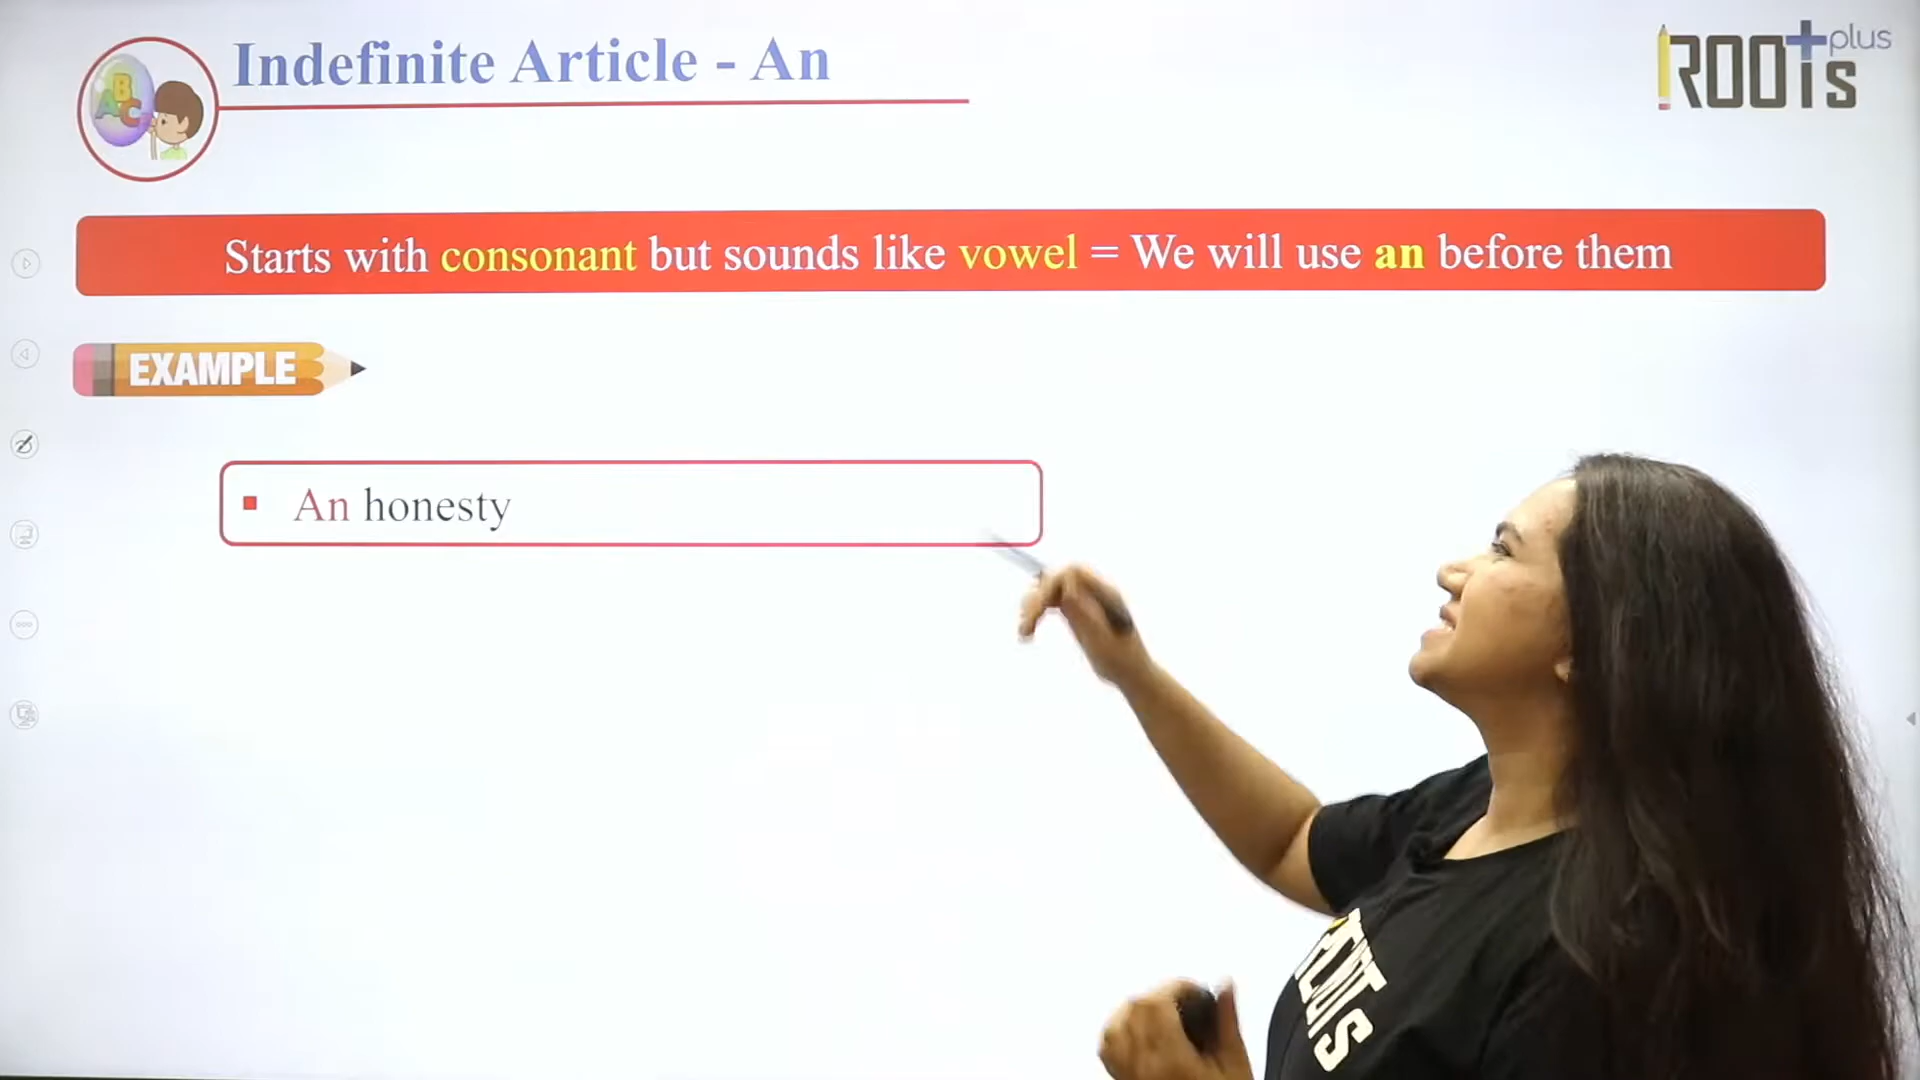 Indefinite Article - An
ROOTS plus
ABC
Starts with consonant but sounds like vowel = We will use an before them
EXAMPLE
▪ An honesty